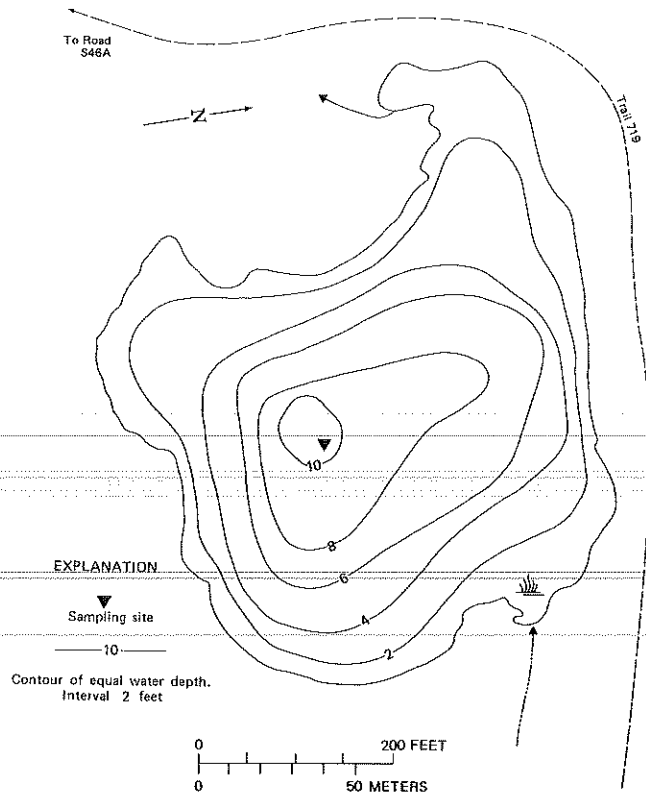 To Road
S46A
N
Trail 719
10
8
6
4
2
EXPLANATION
Sampling site
10
Contour of equal water depth.
Interval 2 feet
0 200 FEET
0 50 METERS